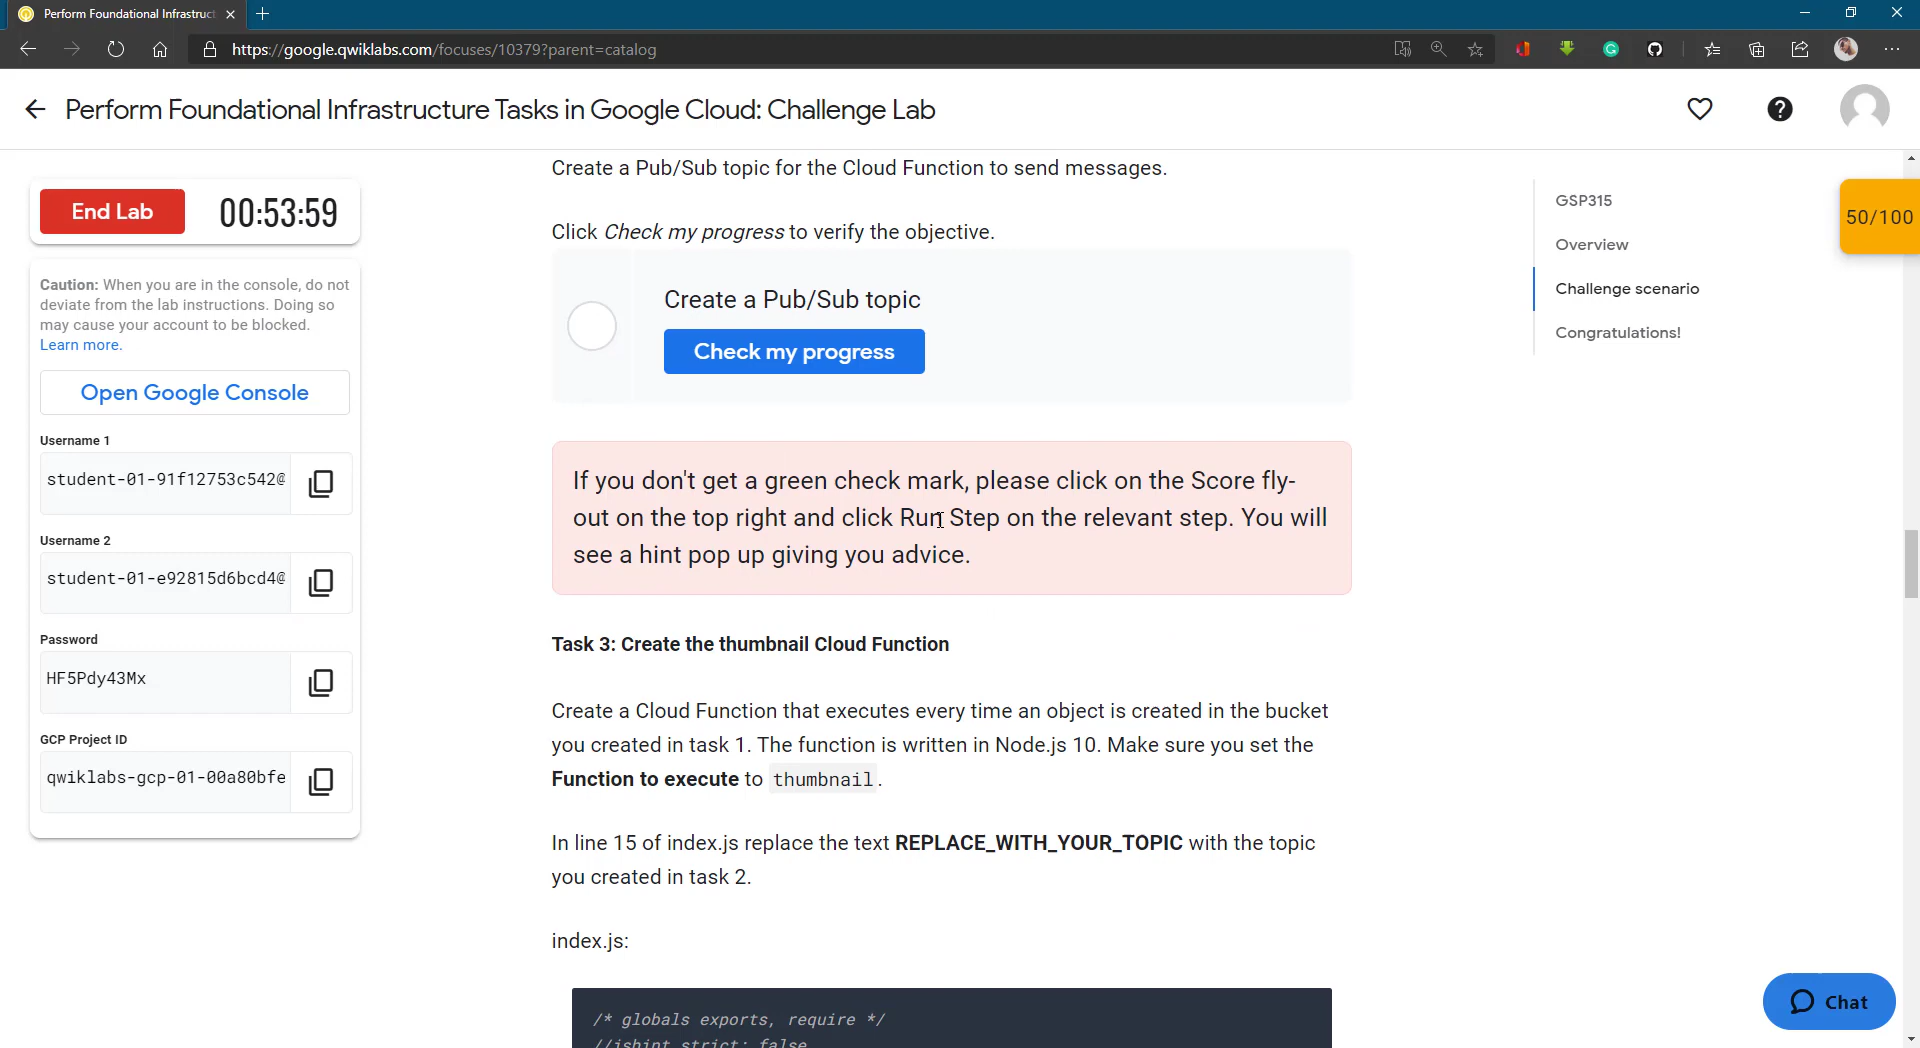 Perform Foundational Infrastruct
https://google.qwiklabs.com/focuses/10379?parent=catalog
Perform Foundational Infrastructure Tasks in Google Cloud: Challenge Lab
End Lab
00:53:59
Caution: When you are in the console, do not
deviate from the lab instructions. Doing so
may cause your account to be blocked.
Learn more.
Open Google Console
Username 1
student-01-91f12753c542@
Username 2
student-01-e92815d6bcd4@
Password
HF5Pdy43Mx
GCP Project ID
qwiklabs-gcp-01-00a80bfe
Create a Pub/Sub topic for the Cloud Function to send messages.
Click Check my progress to verify the objective.
Create a Pub/Sub topic
Check my progress
If you don't get a green check mark, please click on the Score fly-
out on the top right and click Run Step on the relevant step. You will
see a hint pop up giving you advice.
Task 3: Create the thumbnail Cloud Function
Create a Cloud Function that executes every time an object is created in the bucket
you created in task 1. The function is written in Node.js 10. Make sure you set the
Function to execute to thumbnail.
In line 15 of index.js replace the text REPLACE_WITH_YOUR_TOPIC with the topic
you created in task 2.
index.js:
/* globals exports, require */
//jshint strict: false
GSP315
Overview
Challenge scenario
Congratulations!
50/100
Chat